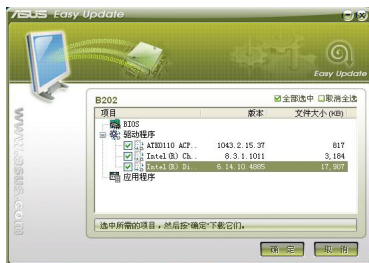 ASUS Easy Update
Easy Update
B202
全部选中 取消全选
项目 版本 文件大小 (KB)
BIOS
驱动程序
ATK0110 ACP.. 1043.2.15.37 817
Intel(R) Ch.. 8.3.1.1011 3,184
Intel(R) Di.. 6.14.10.4885 17,907
应用程序
www.asus.com
选中所需的项目，然后按"确定"下载它们。
确 定 取 消